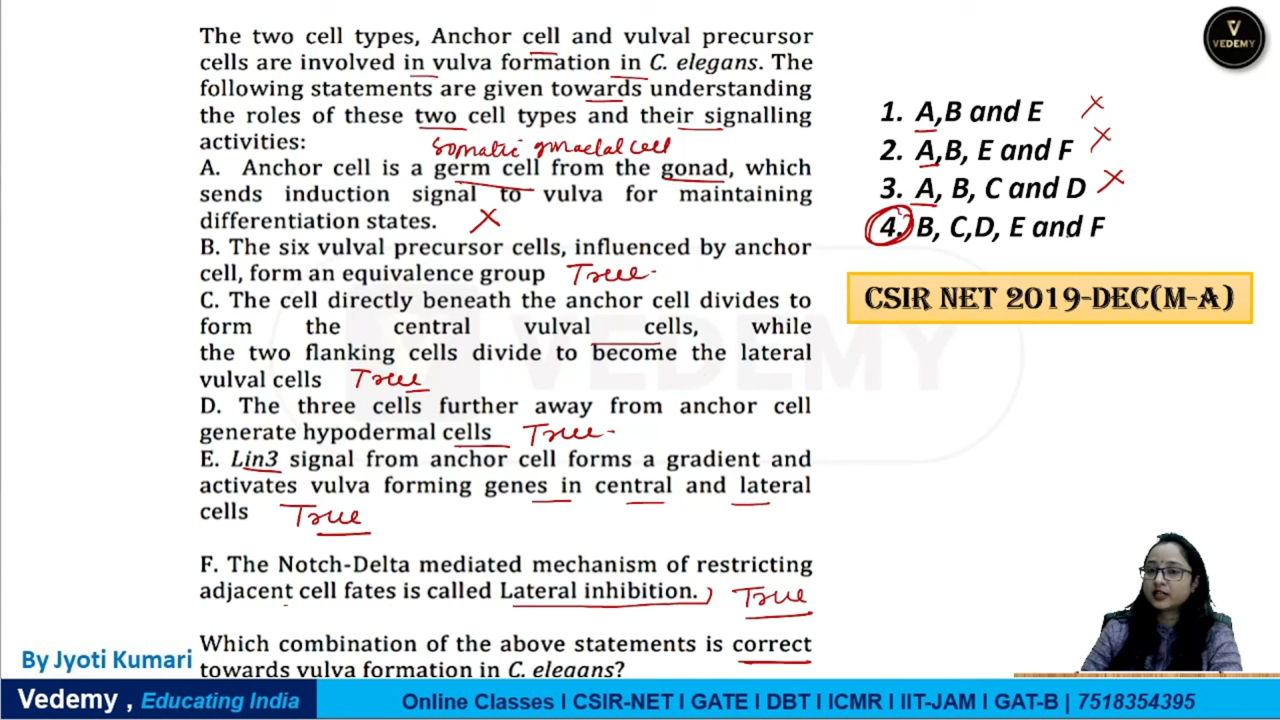 The two cell types, Anchor cell and vulval precursor
cells are involved in vulva formation in C. elegans. The
following statements are given towards understanding
the roles of these two cell types and their signalling
activities:
somatic gonadal cell
A. Anchor cell is a germ cell from the gonad, which
sends induction signal to vulva for maintaining
differentiation states. ×
B. The six vulval precursor cells, influenced by anchor
cell, form an equivalence group True
C. The cell directly beneath the anchor cell divides to
form the central vulval cells, while
the two flanking cells divide to become the lateral
vulval cells True
D. The three cells further away from anchor cell
generate hypodermal cells True
E. Lin3 signal from anchor cell forms a gradient and
activates vulva forming genes in central and lateral
cells True
F. The Notch-Delta mediated mechanism of restricting
adjacent cell fates is called Lateral inhibition. True
Which combination of the above statements is correct
towards vulva formation in C. elegans?
1. A,B and E ×
2. A,B, E and F ×
3. A, B, C and D ×
4. B, C,D, E and F
CSIR NET 2019-DEC(M-A)
VEDEMY
VEDEMY
By Jyoti Kumari
Vedemy , Educating India
Online Classes I CSIR-NET I GATE I DBT I ICMR I IIT-JAM I GAT-B I 7518354395